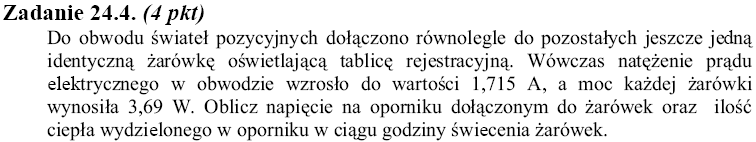 Zadanie 24.4. (4 pkt)
Do obwodu świateł pozycyjnych dołączono równolegle do pozostałych jeszcze jedną
identyczną żarówkę oświetlającą tablicę rejestracyjną. Wówczas natężenie prądu
elektrycznego w obwodzie wzrosło do wartości 1,715 A, a moc każdej żarówki
wynosiła 3,69 W. Oblicz napięcie na oporniku dołączonym do żarówek oraz ilość
ciepła wydzielonego w oporniku w ciągu godziny świecenia żarówek.